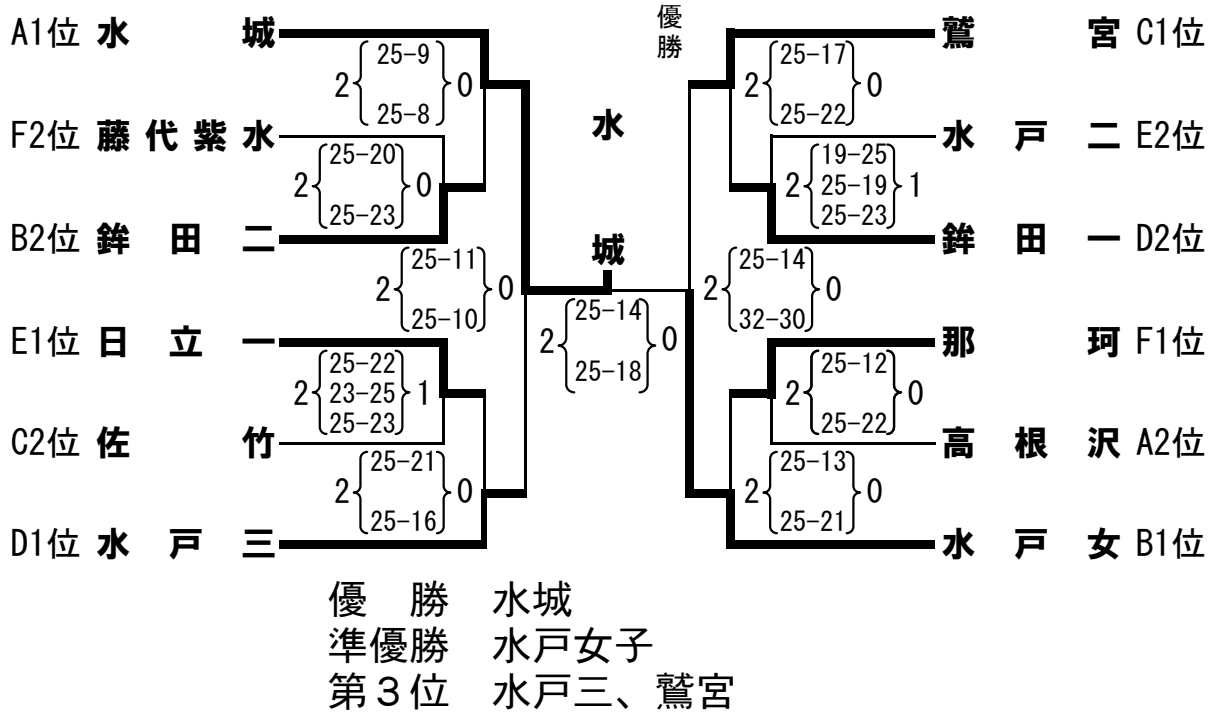 優勝
A1位 水城
25-9
2 0
25-8
F2位 藤代紫水
25-20
2 0
25-23
B2位 鉾田二
25-11
2 0
25-10
E1位 日立一
25-22
2 23-25 1
25-23
C2位 佐竹
25-21
2 0
25-16
D1位 水戸三
水城
25-14
2 0
25-18
鷲宮 C1位
25-17
2 0
25-22
水戸二 E2位
19-25
2 25-19 1
25-23
鉾田一 D2位
25-14
2 0
32-30
那珂 F1位
25-12
2 0
25-22
高根沢 A2位
25-13
2 0
25-21
水戸女 B1位
優　勝　水城
準優勝　水戸女子
第３位　水戸三、鷲宮